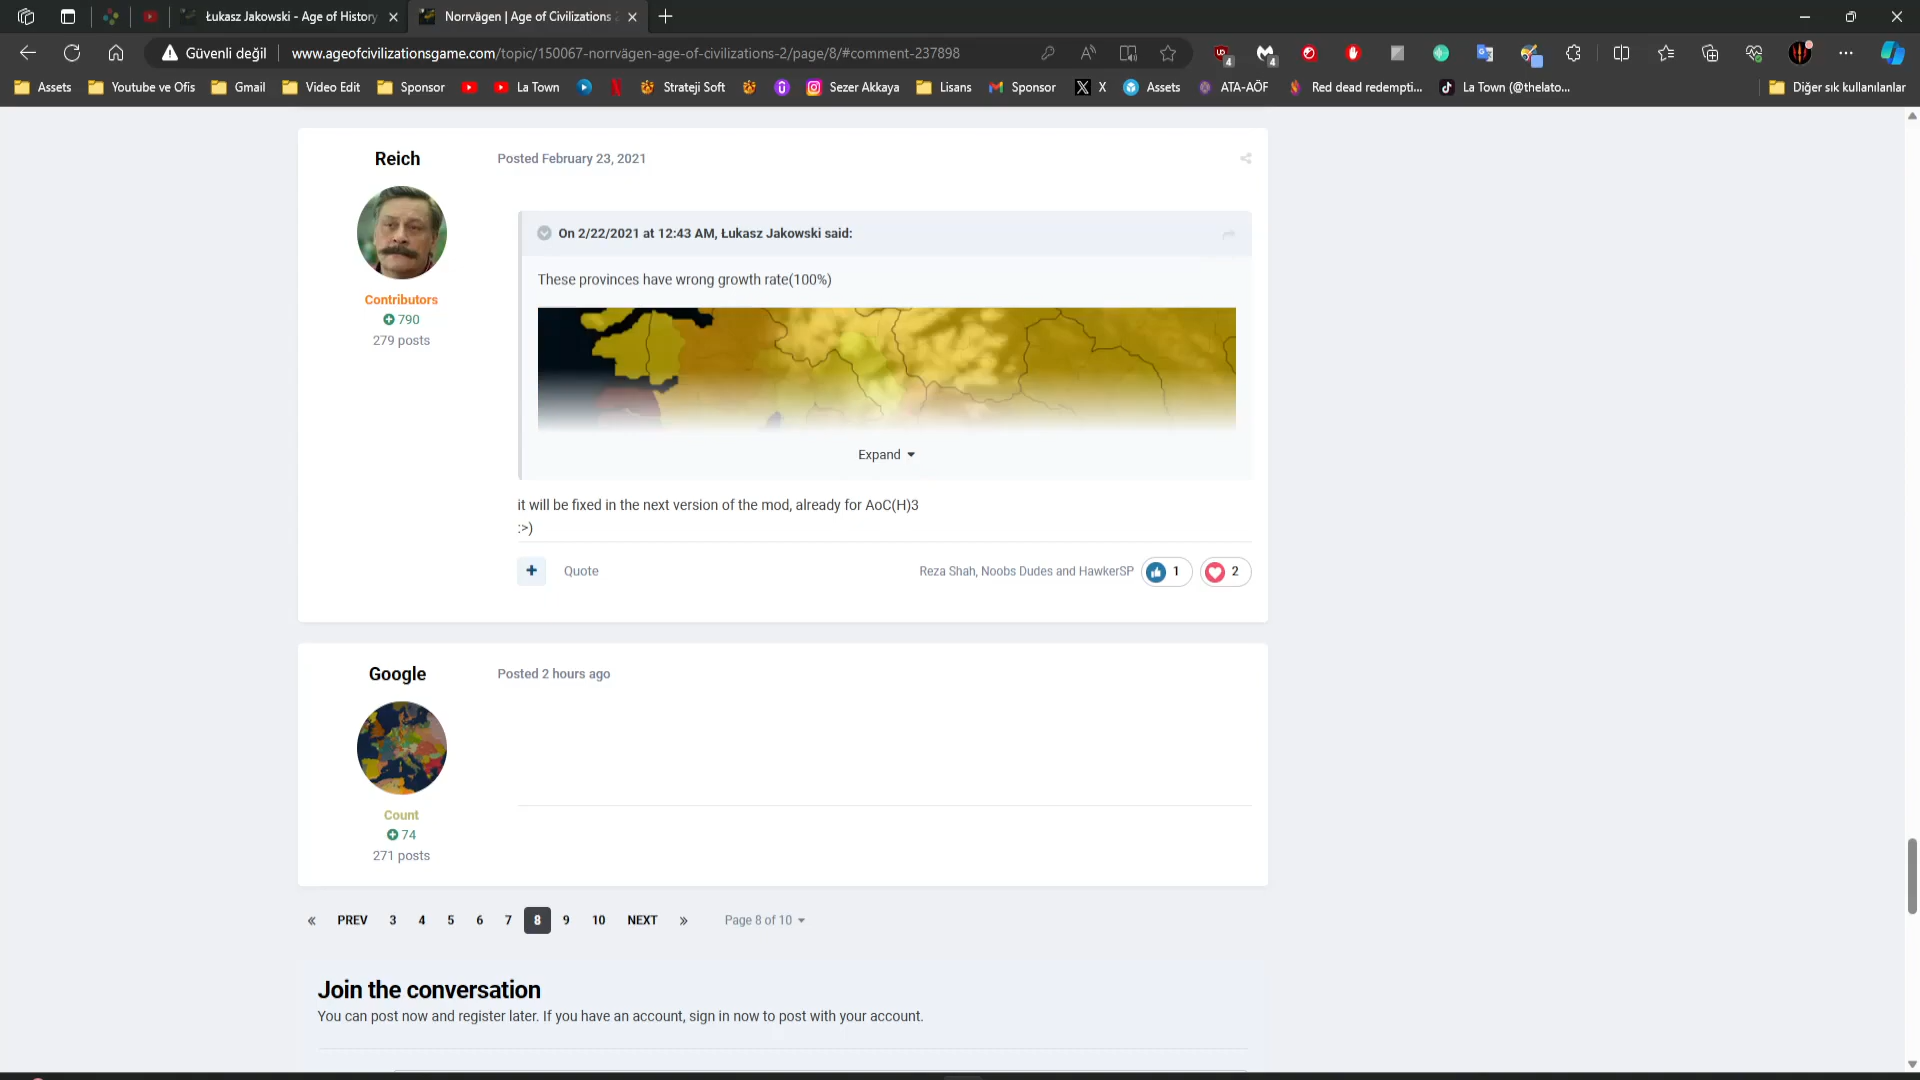 Łukasz Jakowski - Age of History
Norrvägen | Age of Civilizations 2
Güvenli değil
www.ageofcivilizationsgame.com/topic/150067-norrvägen-age-of-civilizations-2/page/8/#comment-237898
4
4
Assets
Youtube ve Ofis
Gmail
Video Edit
Sponsor
La Town
Strateji Soft
Sezer Akkaya
Lisans
Sponsor
X
Assets
ATA-AÖF
Red dead redempti...
La Town (@thelato...
Diğer sık kullanılanlar
Reich
Posted February 23, 2021
On 2/22/2021 at 12:43 AM, Łukasz Jakowski said:
These provinces have wrong growth rate(100%)
Contributors
790
279 posts
Expand
it will be fixed in the next version of the mod, already for AoC(H)3
:>)
+ Quote
Reza Shah, Noobs Dudes and HawkerSP
1
2
Google
Posted 2 hours ago
Count
74
271 posts
« PREV 3 4 5 6 7 8 9 10 NEXT » Page 8 of 10
Join the conversation
You can post now and register later. If you have an account, sign in now to post with your account.